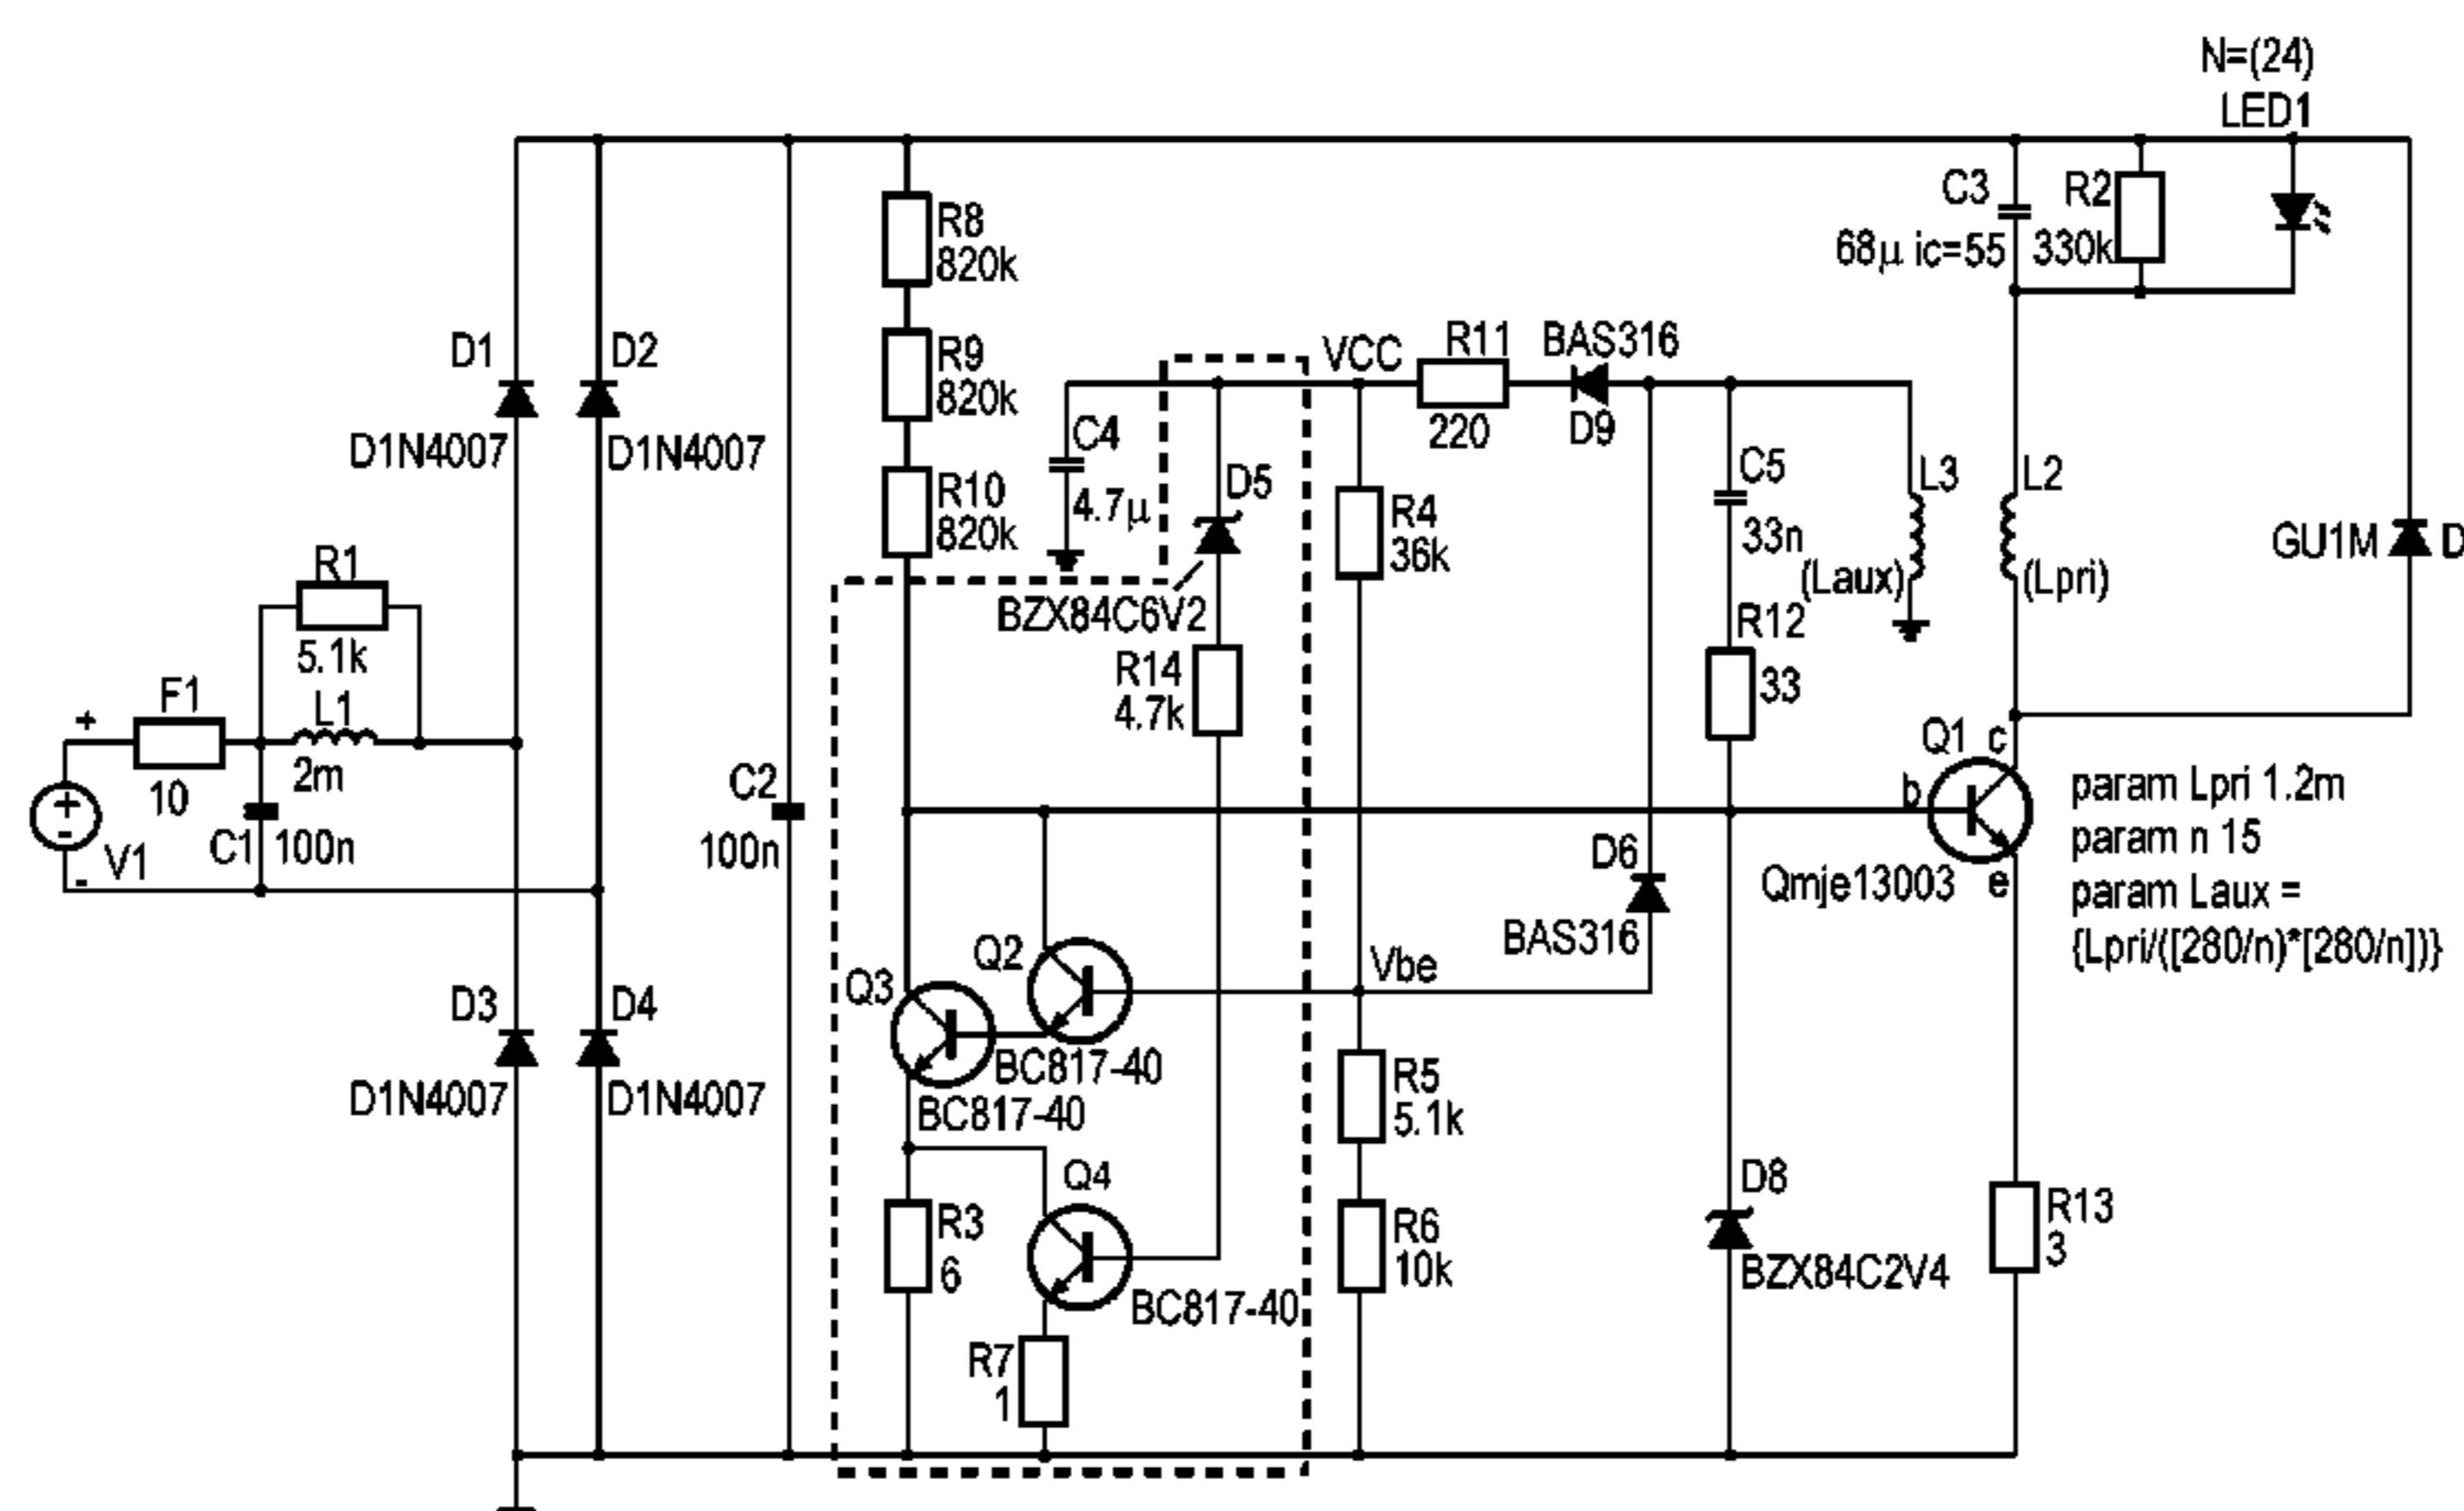 N=(24)
LED1
C3
R2
68µ ic=55
330k
R8
820k
R9
820k
R10
820k
D1
D2
D1N4007
D1N4007
VCC
R11
220
BAS316
D9
C4
4.7µ
D5
BZX84C6V2
R4
36k
C5
33n
L3
(Laux)
L2
(Lpri)
GU1M
D
R1
5.1k
L1
2m
F1
10
+
-
+
-
V1
C1
100n
C2
100n
R14
4.7k
R12
33
Q1
c
b
e
Qmje13003
param Lpri 1.2m
param n 15
param Laux =
{Lpri/([280/n)*[280/n])}
D6
BAS316
Vbe
Q2
Q3
BC817-40
BC817-40
D3
D4
D1N4007
D1N4007
R5
5.1k
R3
6
Q4
BC817-40
R6
10k
D8
BZX84C2V4
R13
3
R7
1